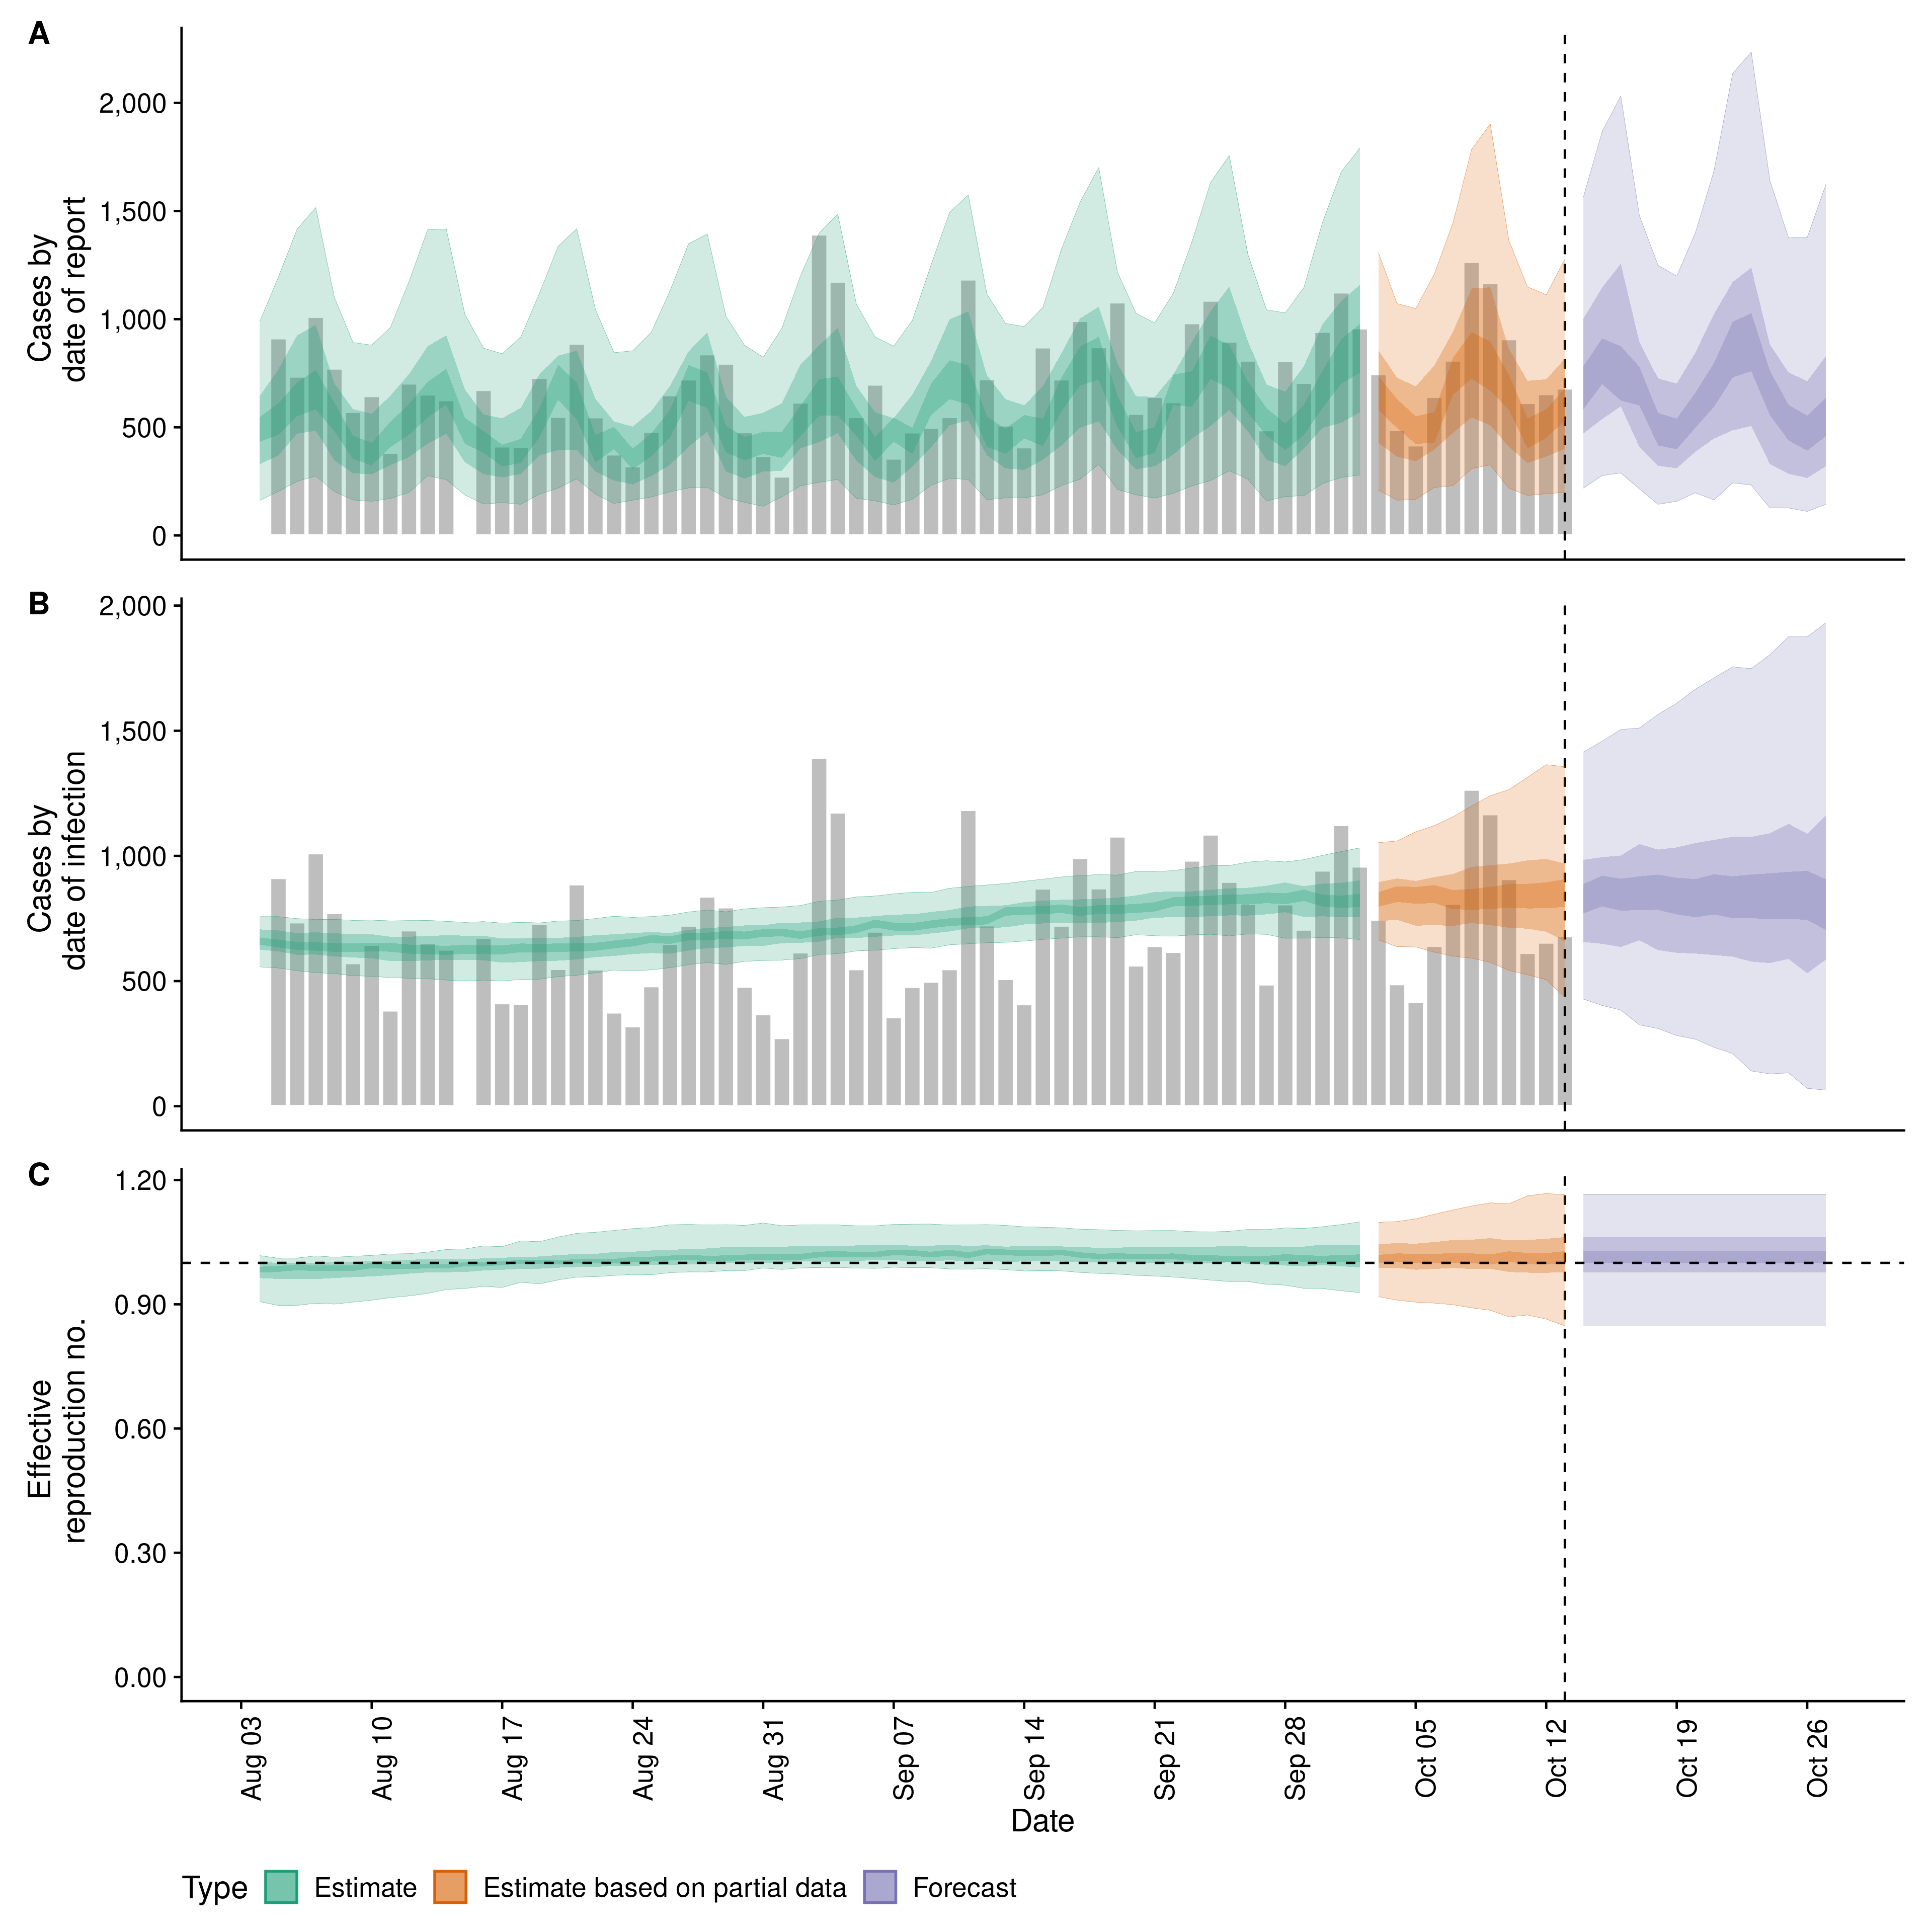 A
Cases by
date of report
2,000
1,500
1,000
500
0
B
Cases by
date of infection
2,000
1,500
1,000
500
0
C
Effective
reproduction no.
1.20
0.90
0.60
0.30
0.00
Aug 03
Aug 10
Aug 17
Aug 24
Aug 31
Sep 07
Sep 14
Sep 21
Sep 28
Oct 05
Oct 12
Oct 19
Oct 26
Date
Type Estimate Estimate based on partial data Forecast